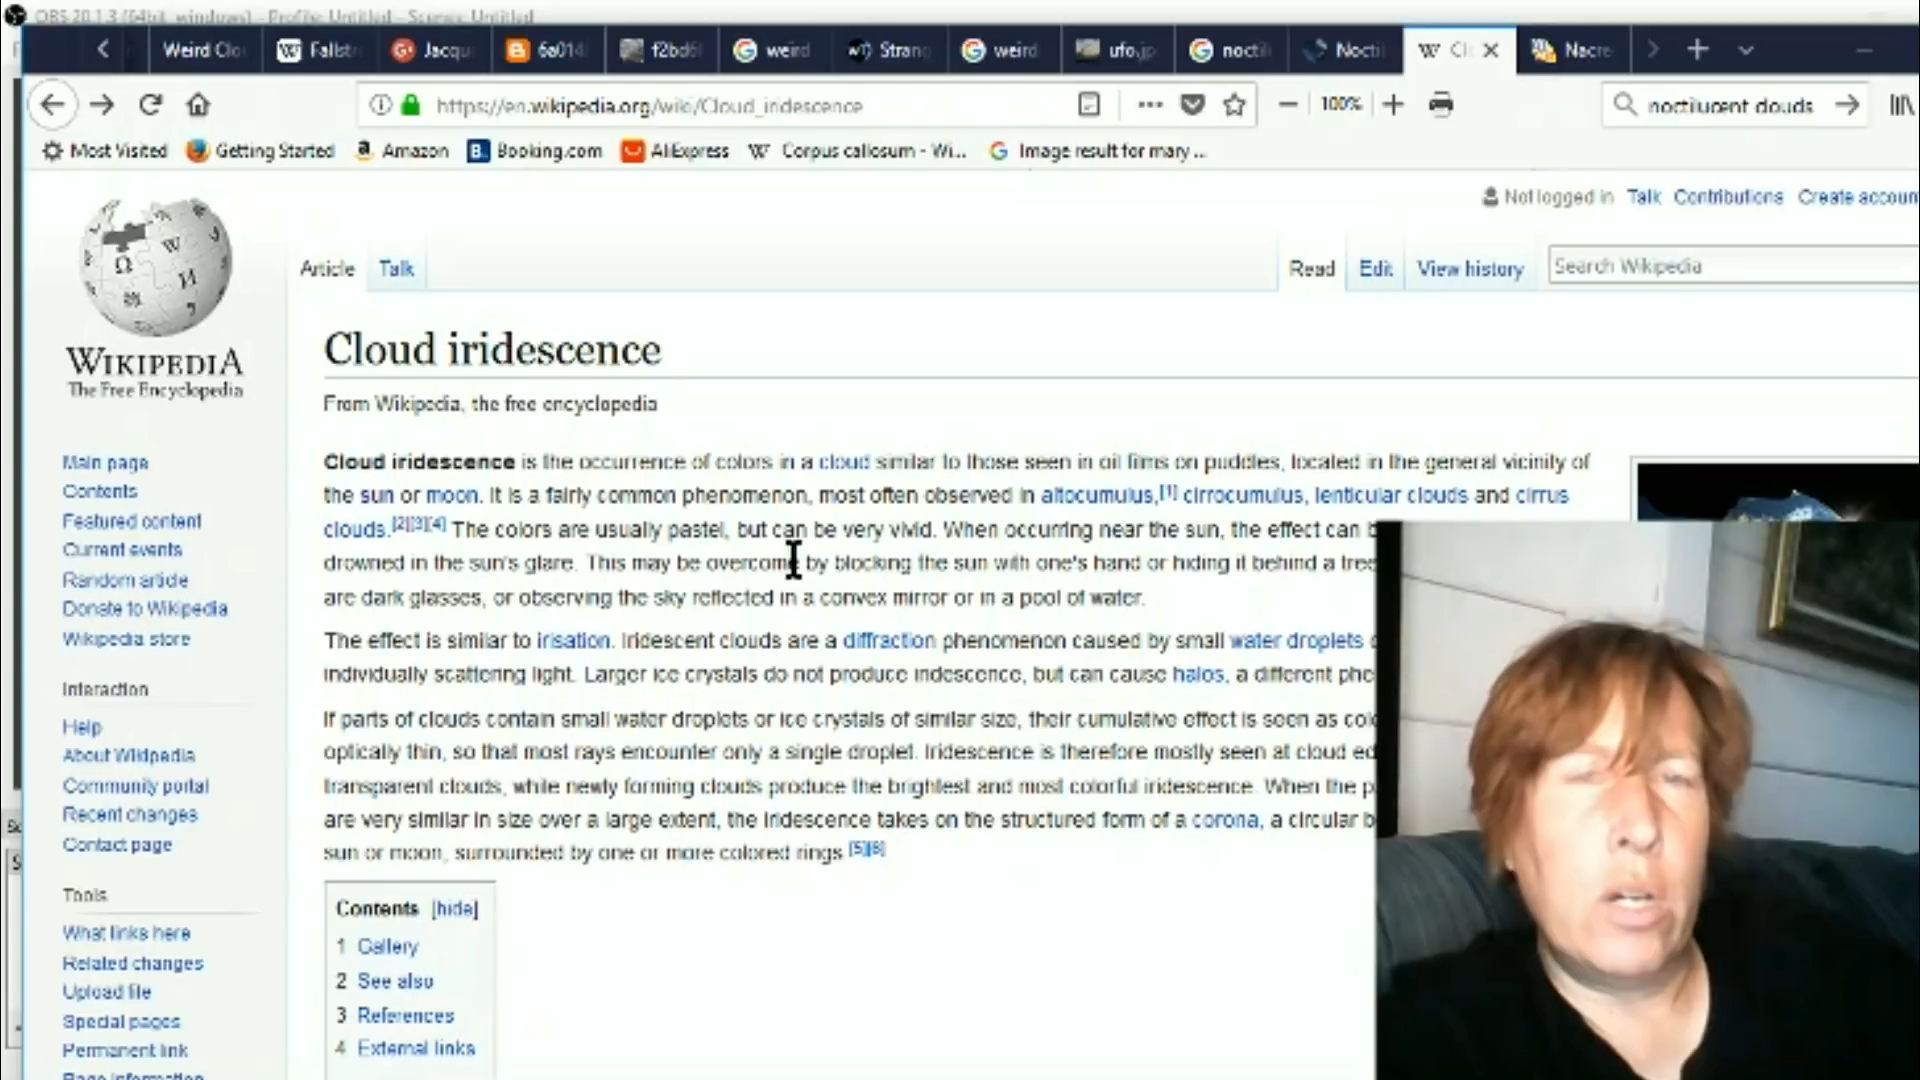 OBS 20.1.3 (64bit, windows) - Profile: Untitled - Scenes: Untitled
Weird Clo
Fallstr
Jacqu
6a014
f2bd6
weird
Strang
weird
ufo.jp
noctil
Noctil
Cl
Nacre
https://en.wikipedia.org/wiki/Cloud_iridescence
100%
noctilucent clouds
Most Visited
Getting Started
Amazon
Booking.com
AliExpress
Corpus callosum - Wi...
Image result for mary ...
Not logged in Talk Contributions Create accoun
Article Talk
Read Edit View history
Search Wikipedia
WIKIPEDIA
The Free Encyclopedia
Main page
Contents
Featured content
Current events
Random article
Donate to Wikipedia
Wikipedia store
Interaction
Help
About Wikipedia
Community portal
Recent changes
Contact page
Tools
What links here
Related changes
Upload file
Special pages
Permanent link
Page information
Cloud iridescence
From Wikipedia, the free encyclopedia
Cloud iridescence is the occurrence of colors in a cloud similar to those seen in oil films on puddles, located in the general vicinity of
the sun or moon. It is a fairly common phenomenon, most often observed in altocumulus,[1] cirrocumulus, lenticular clouds and cirrus
clouds.[2][3][4] The colors are usually pastel, but can be very vivid. When occurring near the sun, the effect can b
drowned in the sun's glare. This may be overcome by blocking the sun with one's hand or hiding it behind a tree
are dark glasses, or observing the sky reflected in a convex mirror or in a pool of water.
The effect is similar to irisation. Iridescent clouds are a diffraction phenomenon caused by small water droplets
individually scattering light. Larger ice crystals do not produce iridescence, but can cause halos, a different phe
If parts of clouds contain small water droplets or ice crystals of similar size, their cumulative effect is seen as colo
optically thin, so that most rays encounter only a single droplet. Iridescence is therefore mostly seen at cloud ed
transparent clouds, while newly forming clouds produce the brightest and most colorful iridescence. When the p
are very similar in size over a large extent, the iridescence takes on the structured form of a corona, a circular b
sun or moon, surrounded by one or more colored rings.[5][6]
Contents [hide]
1 Gallery
2 See also
3 References
4 External links